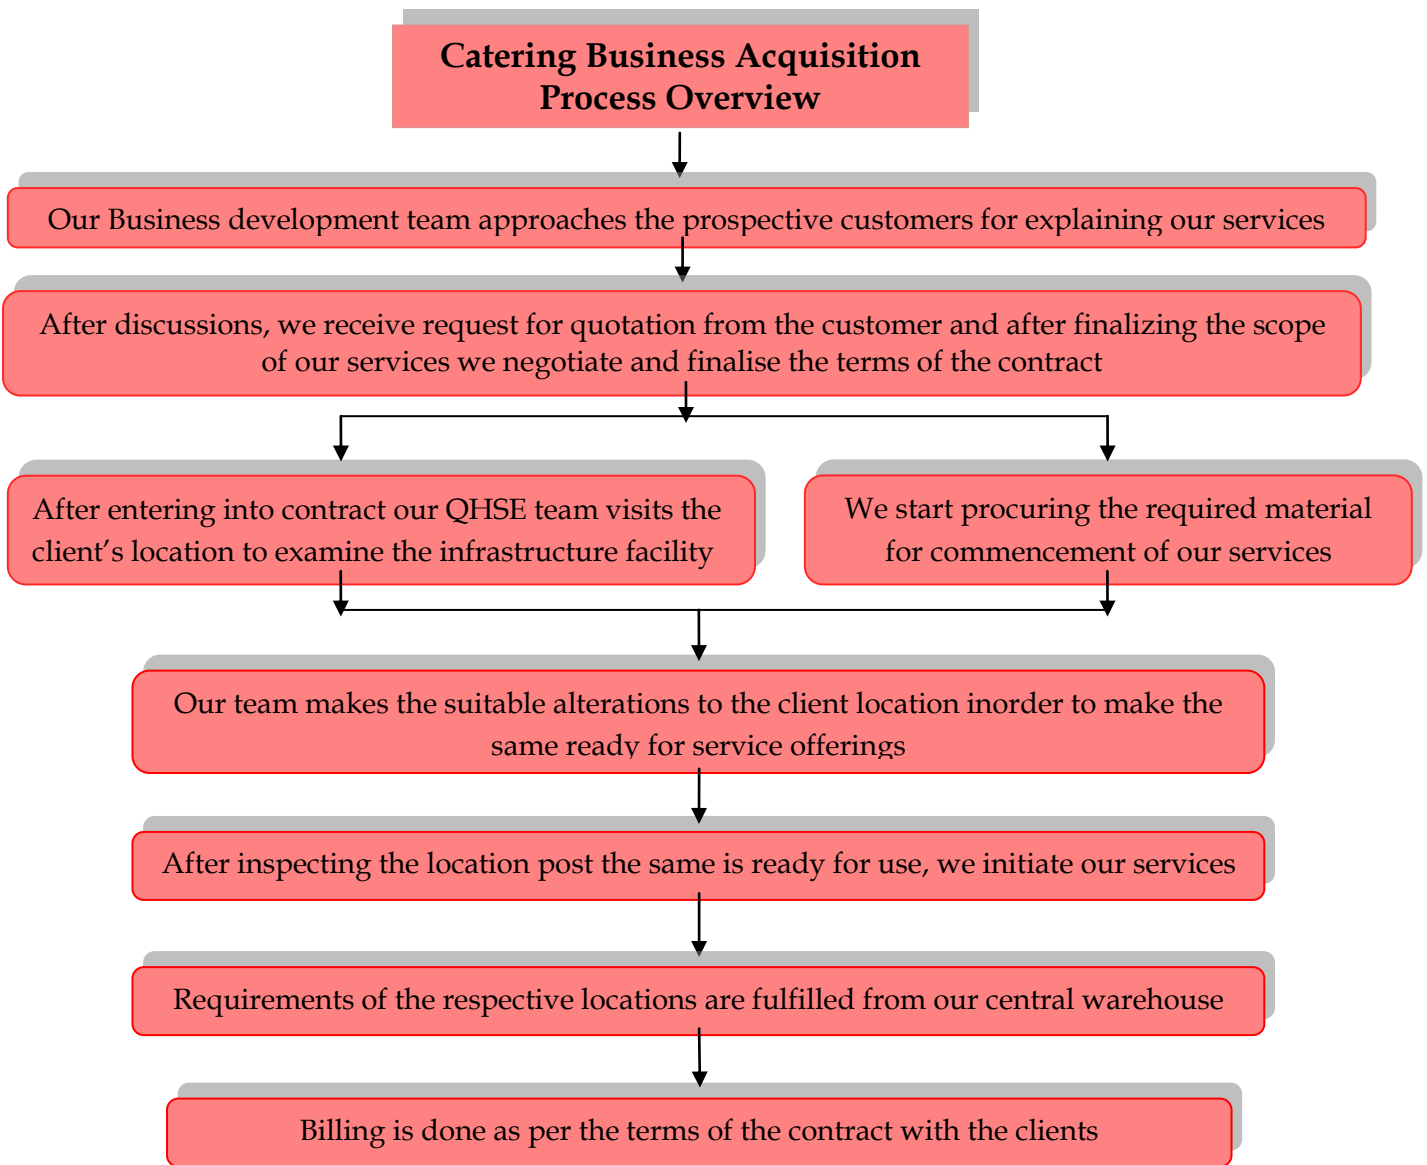 Catering Business Acquisition
Process Overview
Our Business development team approaches the prospective customers for explaining our services
After discussions, we receive request for quotation from the customer and after finalizing the scope
of our services we negotiate and finalise the terms of the contract
After entering into contract our QHSE team visits the
client's location to examine the infrastructure facility
We start procuring the required material
for commencement of our services
Our team makes the suitable alterations to the client location inorder to make the
same ready for service offerings
After inspecting the location post the same is ready for use, we initiate our services
Requirements of the respective locations are fulfilled from our central warehouse
Billing is done as per the terms of the contract with the clients